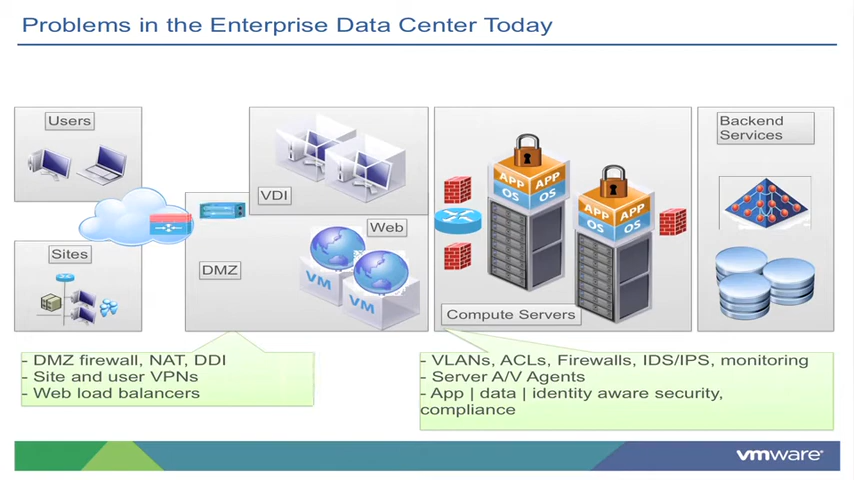 Problems in the Enterprise Data Center Today
Users
Sites
VDI
DMZ
Web
VM
VM
APP
APP
OS
OS
APP
APP
OS
OS
Compute Servers
Backend
Services
- DMZ firewall, NAT, DDI
- Site and user VPNs
- Web load balancers
- VLANs, ACLs, Firewalls, IDS/IPS, monitoring
- Server A/V Agents
- App | data | identity aware security,
compliance
vmware®